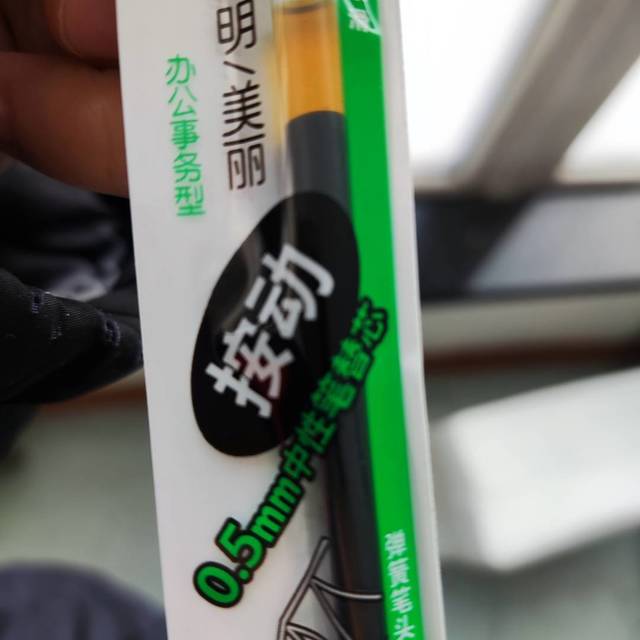 明/美丽
办公事务型
按动
0.5mm中性笔替芯
弹簧笔头